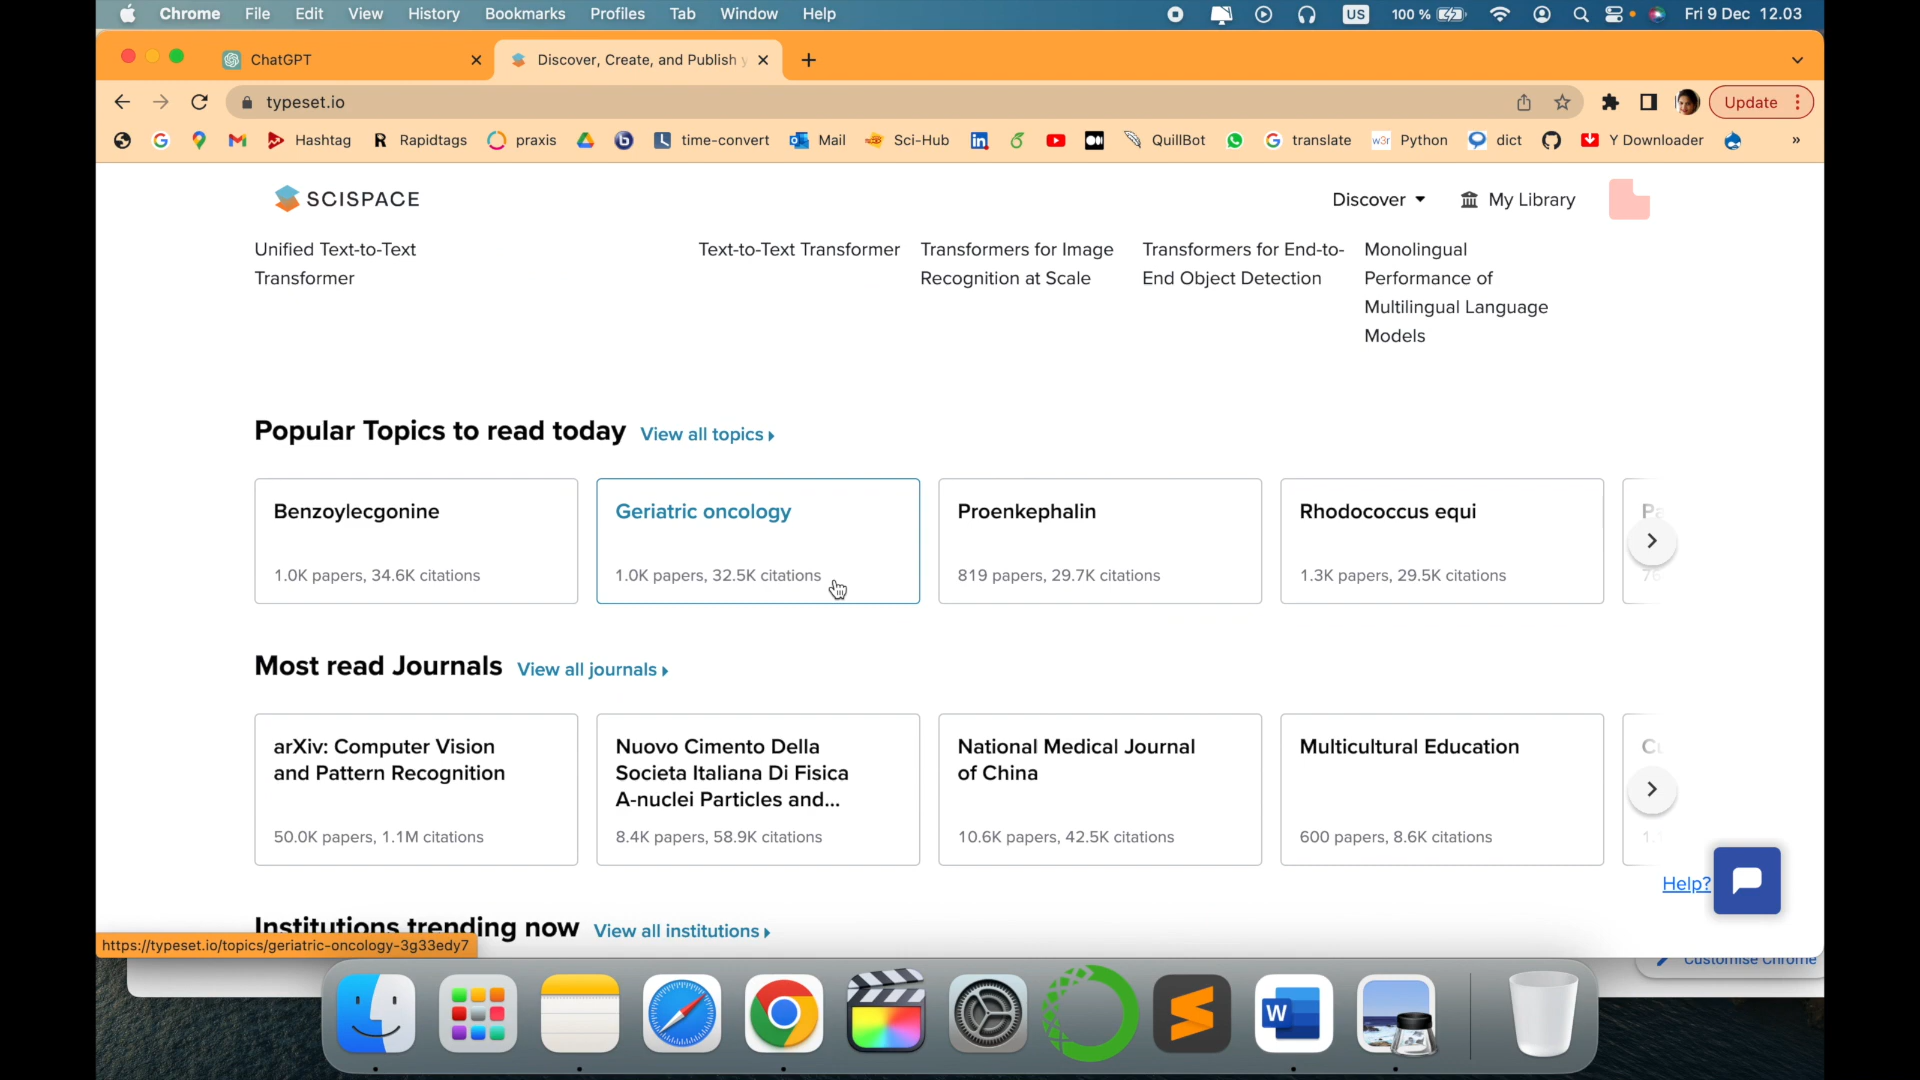 Chrome File Edit View History Bookmarks Profiles Tab Window Help US 100 % Fri 9 Dec 12.03
ChatGPT Discover, Create, and Publish y
typeset.io Update
Hashtag R Rapidtags praxis time-convert Mail Sci-Hub QuillBot translate Python dict Y Downloader
SCISPACE Discover My Library
Unified Text-to-Text
Transformer
Text-to-Text Transformer
Transformers for Image
Recognition at Scale
Transformers for End-to-
End Object Detection
Monolingual
Performance of
Multilingual Language
Models
Popular Topics to read today View all topics
Benzoylecgonine
1.0K papers, 34.6K citations
Geriatric oncology
1.0K papers, 32.5K citations
Proenkephalin
819 papers, 29.7K citations
Rhodococcus equi
1.3K papers, 29.5K citations
Most read Journals View all journals
arXiv: Computer Vision
and Pattern Recognition
50.0K papers, 1.1M citations
Nuovo Cimento Della
Societa Italiana Di Fisica
A-nuclei Particles and...
8.4K papers, 58.9K citations
National Medical Journal
of China
10.6K papers, 42.5K citations
Multicultural Education
600 papers, 8.6K citations
Help?
Institutions trending now View all institutions
https://typeset.io/topics/geriatric-oncology-3g33edy7
Customise Chrome
W